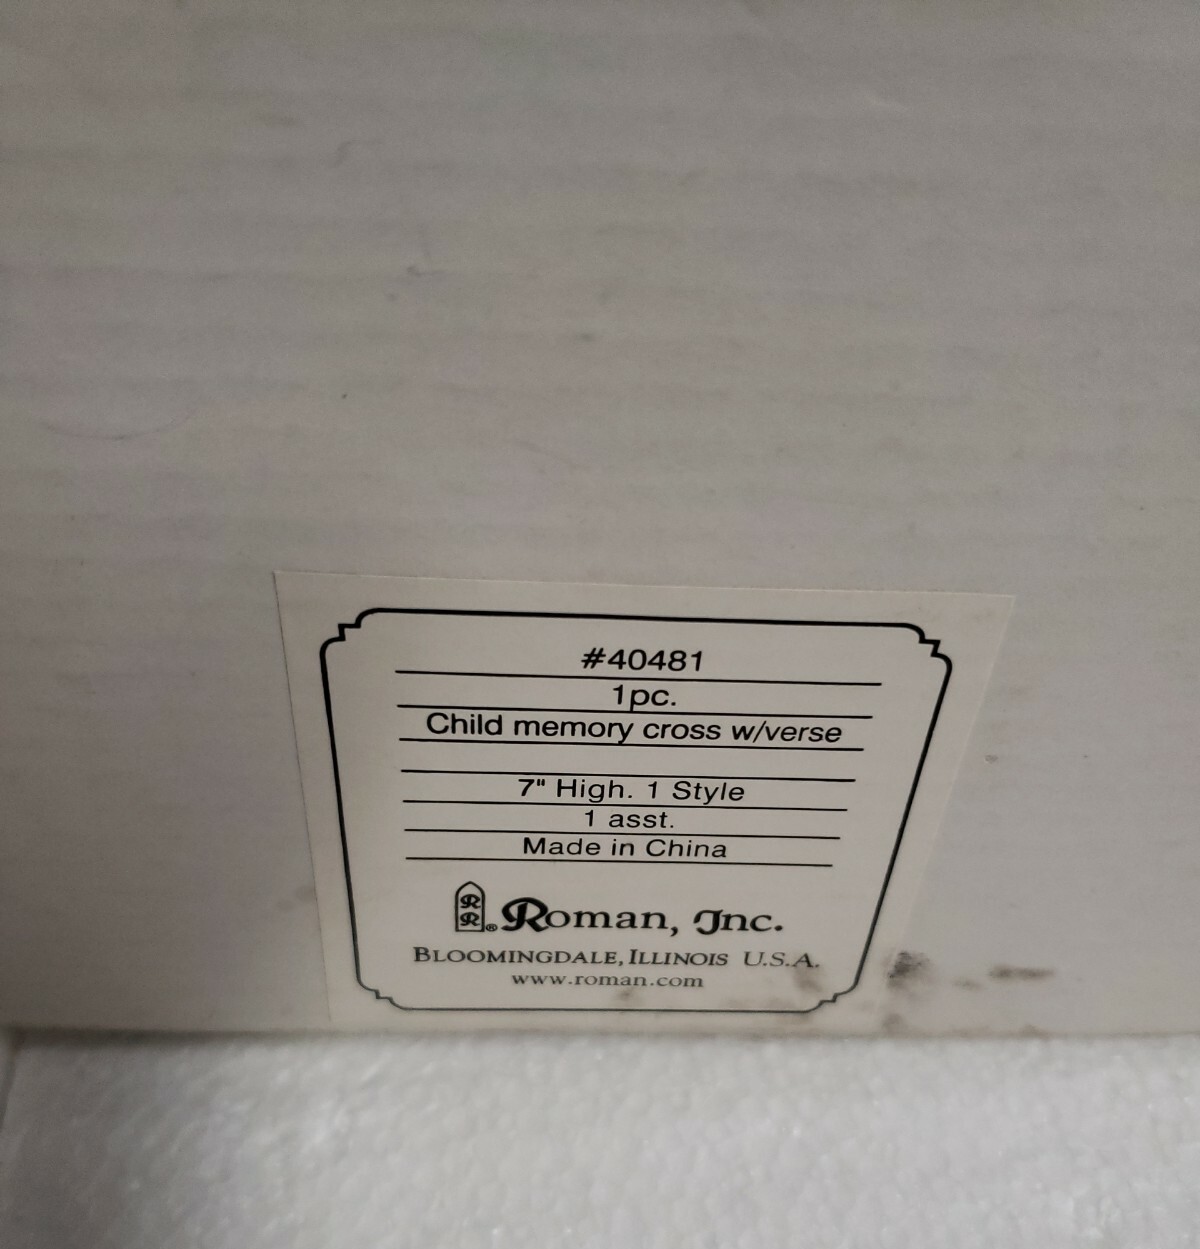 #40481
1pc.
Child memory cross w/verse
7" High. 1 Style
1 asst.
Made in China
R R ® Roman, Inc.
BLOOMINGDALE, ILLINOIS U.S.A.
www.roman.com